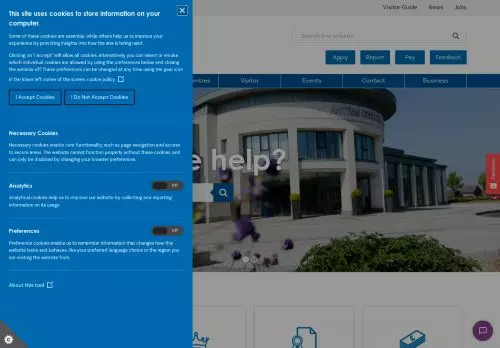 This site uses cookies to store information on your
computer.
Some of these cookies are essential, while others help us to improve your
experience by providing insights into how the site is being used.
Clicking on 'I Accept' will allow all cookies, alternatively you can select or revoke
which individual cookies are allowed by using the preferences below and closing
the window off. These preferences can be changed at any time using the gear icon
in the lower left corner of the screen. cookie policy
I Accept Cookies
I Do Not Accept Cookies
Necessary Cookies
Necessary cookies enable core functionality such as page navigation and access
to secure areas. The website cannot function properly without these cookies, and
can only be disabled by changing your browser preferences.
Analytics
Off
Analytical cookies help us to improve our website by collecting and reporting
information on its usage.
Preferences
Off
Preference cookies enable us to remember information that changes how the
website looks and behaves, like your preferred language choice or the region you
are visiting the website from.
About this tool
Visitor Guide
News
Jobs
Search this website
Apply
Report
Pay
Feedback
entres
Visitor
Events
Contact
Business
e help?
Feedback